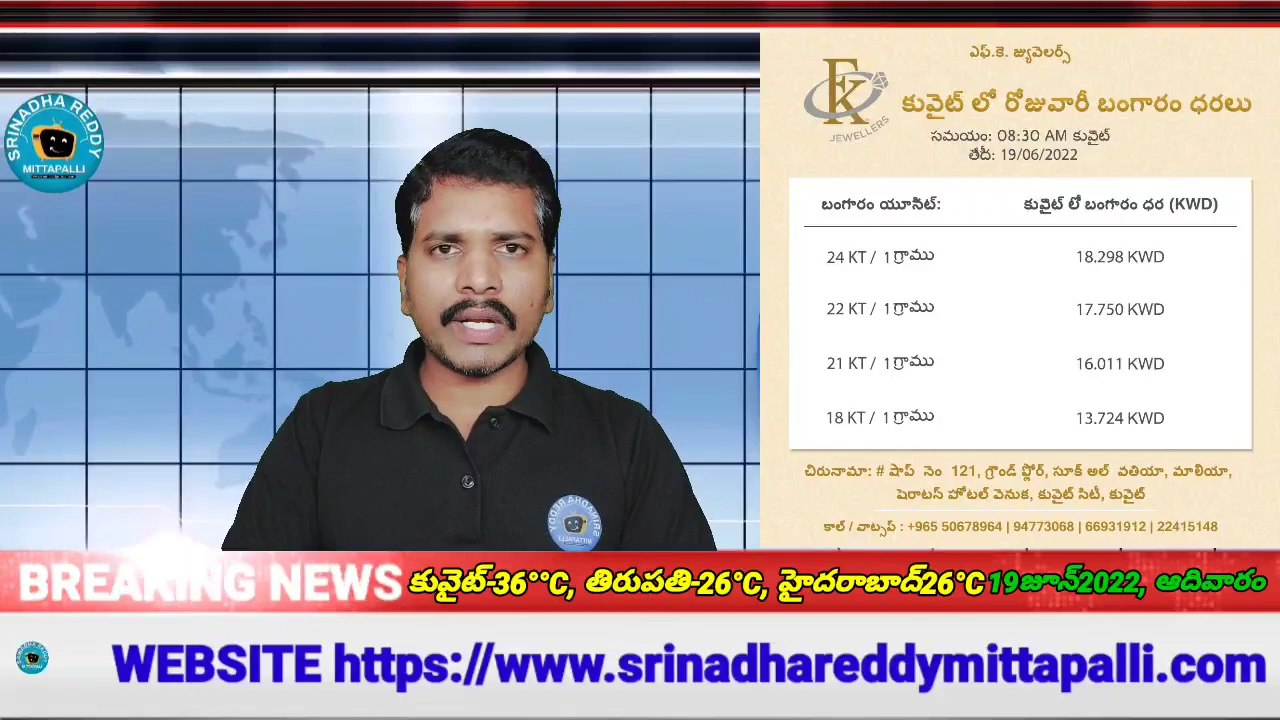 SRINADHA REDDY
MITTAPALLI
FK
JEWELLERS
ఎఫ్.కె. జ్యువెలర్స్
కువైట్ లో రోజువారీ బంగారం ధరలు
సమయం: 08:30 AM కువైట్
తేదీ: 19/06/2022
బంగారం యూనిట్: కువైట్ లో బంగారం ధర (KWD)
24 KT / 1 గ్రాము 18.298 KWD
22 KT / 1 గ్రాము 17.750 KWD
21 KT / 1 గ్రాము 16.011 KWD
18 KT / 1 గ్రాము 13.724 KWD
చిరునామా: # షాప్ నెం 121, గ్రౌండ్ ఫ్లోర్, సూక్ అల్ వతియా, మాలియా,
షెరాటస్ హోటల్ వెనుక, కువైట్ సిటీ, కువైట్
కాల్ / వాట్సప్ : +965 50678964 | 94773068 | 66931912 | 22415148
SRINADHA REDDY
MITTAPALLI
BREAKING NEWS కువైట్-36°°C, తిరుపతి-26°C, హైదరాబాద్26°C 19జూన్2022, ఆదివారం
WEBSITE https://www.srinadhareddymittapalli.com